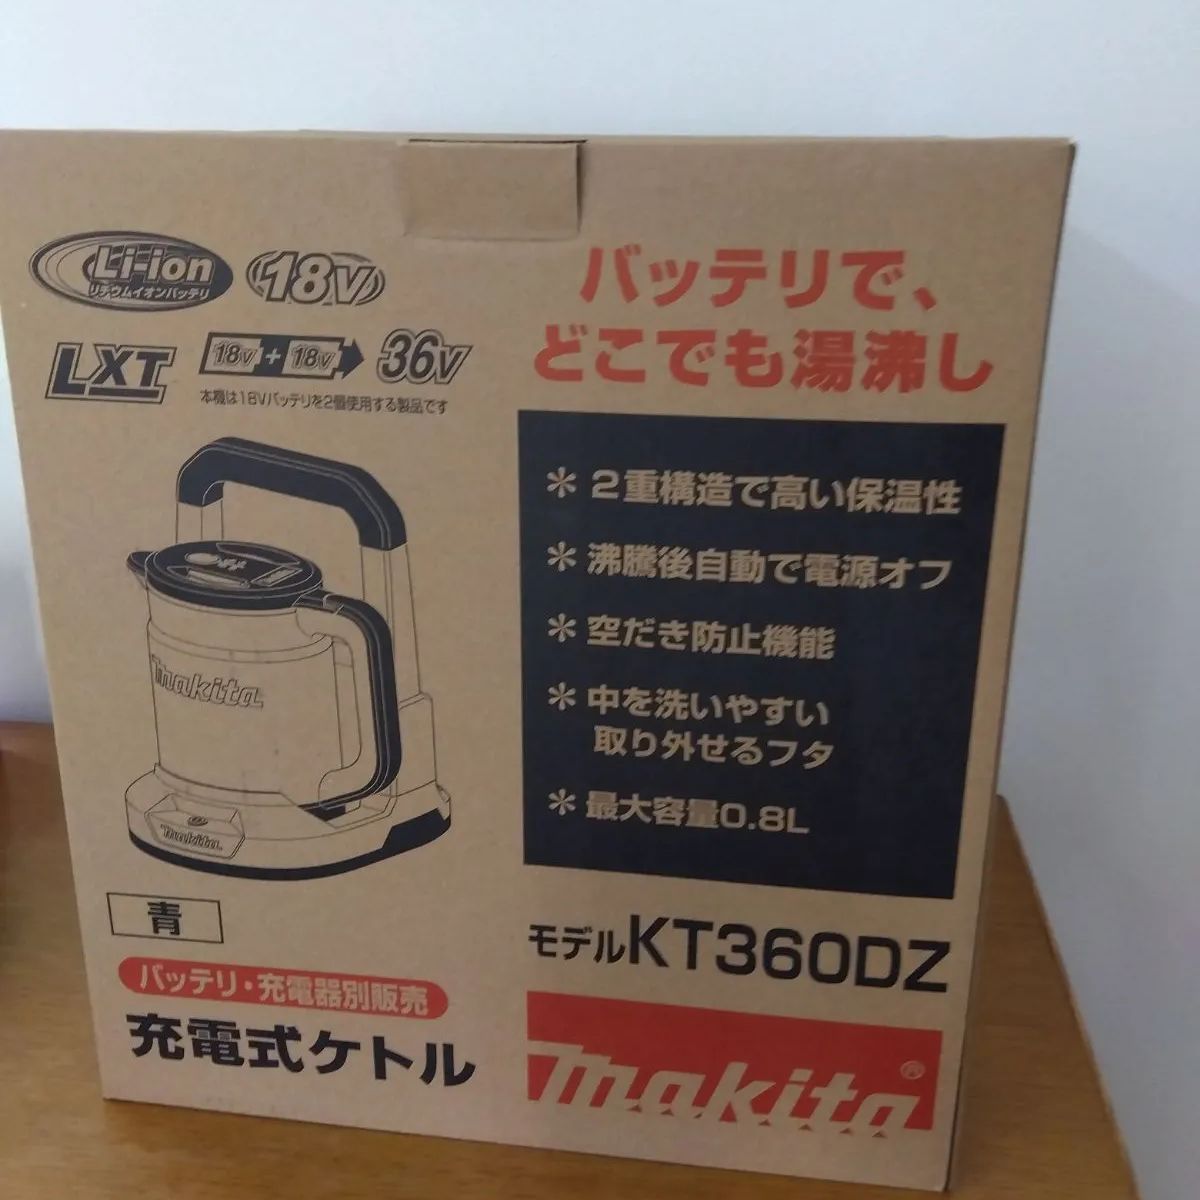 Li-ion
リチウムイオンバッテリ
18V
LXT
18V + 18V 36V
本機は18Vバッテリを2個使用する製品です
バッテリで、
どこでも湯沸し
＊2重構造で高い保温性
＊沸騰後自動で電源オフ
＊空だき防止機能
＊中を洗いやすい
取り外せるフタ
＊最大容量0.8L
makita
makita
青
バッテリ・充電器別販売
充電式ケトル
モデルKT360DZ
makita®